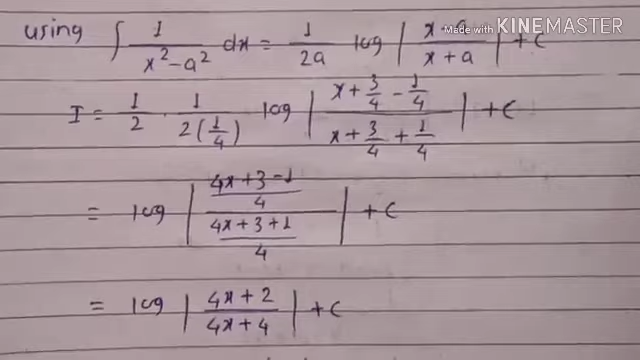 Made with KINEMASTER
using ∫ 1/(x² - a²) dx = 1/2a log | (x - a)/(x + a) | + C
I = 1/2 · 1/(2(1/4)) log | (x + 3/4 - 1/4)/(x + 3/4 + 1/4) | + C
= log | ((4x + 3 - 1)/4)/((4x + 3 + 1)/4) | + C
= log | (4x + 2)/(4x + 4) | + C